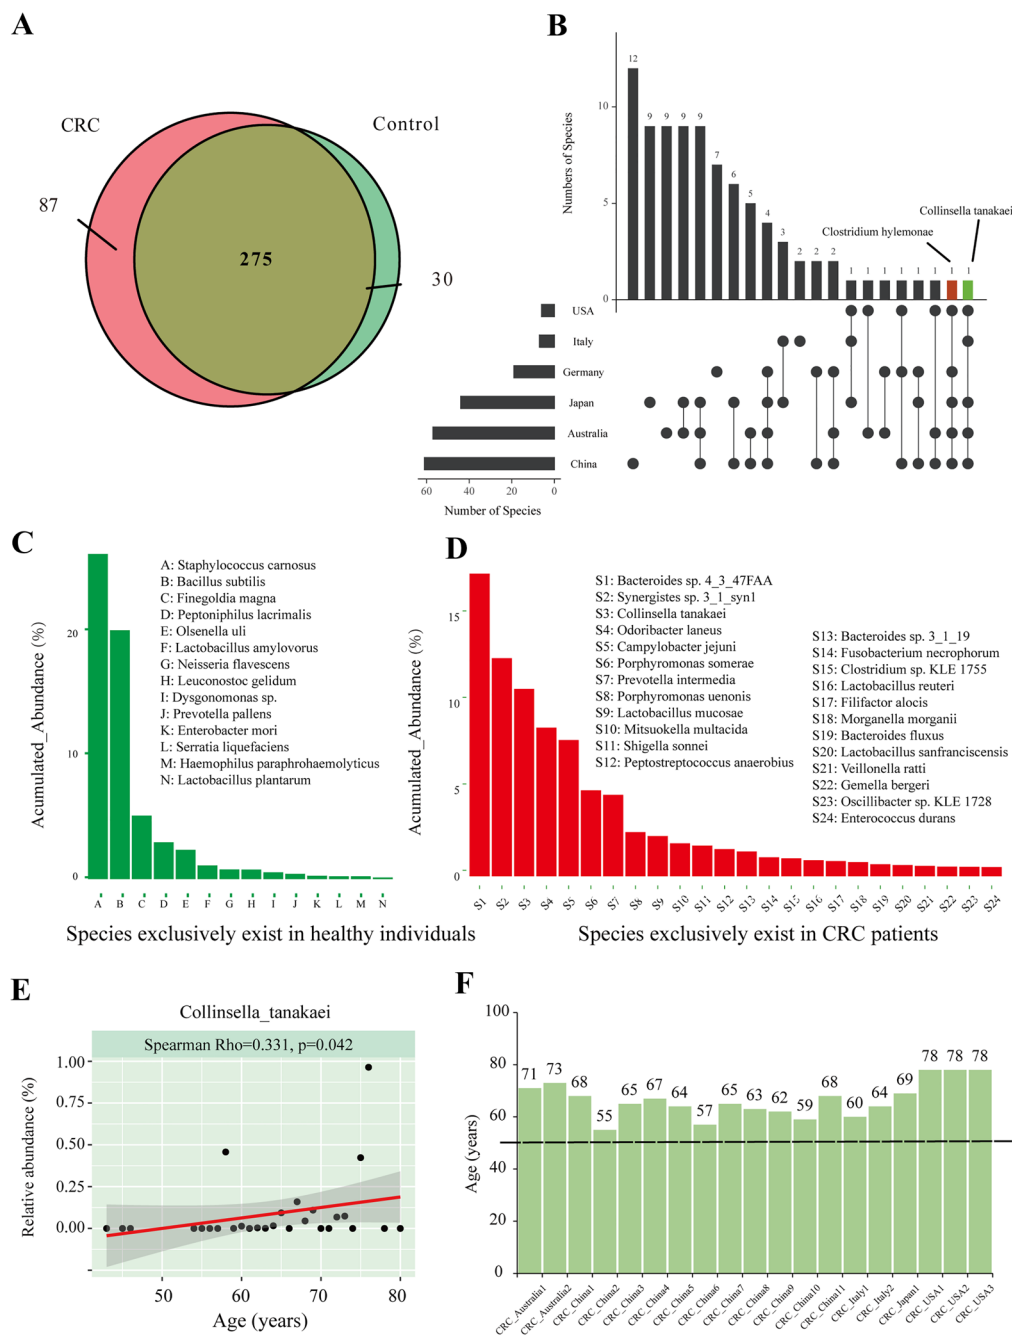 A
CRC
Control
87
275
30
B
Numbers of Species
12
9
9
9
9
7
6
5
4
3
2
2
2
1
1
1
1
1
1
1
1
10
5
0
Clostridium hylemonae
Collinsella tanakaei
USA
Italy
Germany
Japan
Australia
China
60
40
20
0
Number of Species
C
Acumulated_Abundance (%)
20
10
0
A: Staphylococcus carnosus
B: Bacillus subtilis
C: Finegoldia magna
D: Peptoniphilus lacrimalis
E: Olsenella uli
F: Lactobacillus amylovorus
G: Neisseria flavescens
H: Leuconostoc gelidum
I: Dysgonomonas sp.
J: Prevotella pallens
K: Enterobacter mori
L: Serratia liquefaciens
M: Haemophilus paraphrohaemolyticus
N: Lactobacillus plantarum
A B C D E F G H I J K L M N
Species exclusively exist in healthy individuals
D
Acumulated_Abundance (%)
15
10
5
0
S1: Bacteroides sp. 4_3_47FAA
S2: Synergistes sp. 3_1_syn1
S3: Collinsella tanakaei
S4: Odoribacter laneus
S5: Campylobacter jejuni
S6: Porphyromonas somerae
S7: Prevotella intermedia
S8: Porphyromonas uenonis
S9: Lactobacillus mucosae
S10: Mitsuokella multacida
S11: Shigella sonnei
S12: Peptostreptococcus anaerobius
S13: Bacteroides sp. 3_1_19
S14: Fusobacterium necrophorum
S15: Clostridium sp. KLE 1755
S16: Lactobacillus reuteri
S17: Filifactor alocis
S18: Morganella morganii
S19: Bacteroides fluxus
S20: Lactobacillus sanfranciscensis
S21: Veillonella ratti
S22: Gemella bergeri
S23: Oscillibacter sp. KLE 1728
S24: Enterococcus durans
S1 S2 S3 S4 S5 S6 S7 S8 S9 S10 S11 S12 S13 S14 S15 S16 S17 S18 S19 S20 S21 S22 S23 S24
Species exclusively exist in CRC patients
E
Collinsella_tanakaei
Spearman Rho=0.331, p=0.042
Relative abundance (%)
1.00
0.75
0.50
0.25
0.00
50 60 70 80
Age (years)
F
Age (years)
100
80
60
40
20
0
71
73
68
55
65
67
64
57
65
63
62
59
68
60
64
69
78
78
78
CRC_Australia1
CRC_Australia2
CRC_China1
CRC_China2
CRC_China3
CRC_China4
CRC_China5
CRC_China6
CRC_China7
CRC_China8
CRC_China9
CRC_China10
CRC_China11
CRC_Italy1
CRC_Italy2
CRC_Japan1
CRC_USA1
CRC_USA2
CRC_USA3